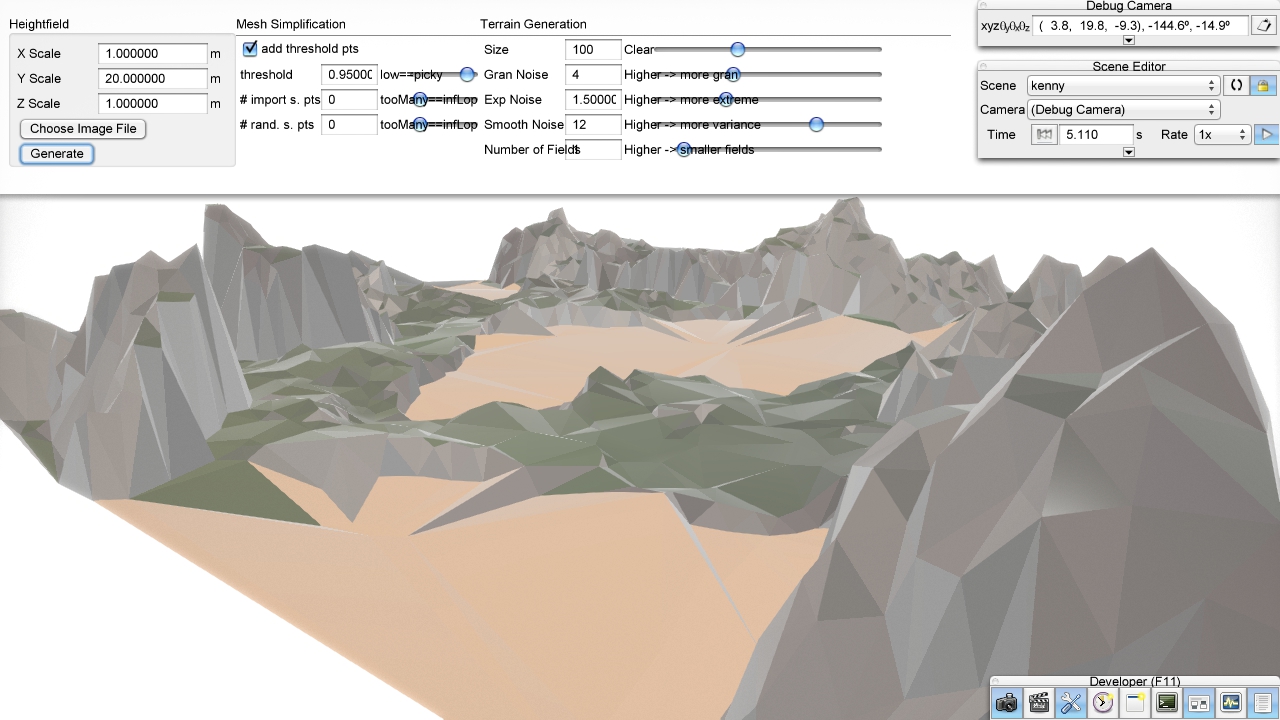 Heightfield
X Scale 1.000000 m
Y Scale 20.000000 m
Z Scale 1.000000 m
Choose Image File
Generate
Mesh Simplification
add threshold pts
threshold 0.95000 low==picky
# import s. pts 0 tooMany==infLop
# rand. s. pts 0 tooMany==infLop
Terrain Generation
Size 100 Clear
Gran Noise 4 Higher -> more gran
Exp Noise 1.50000 Higher -> more extreme
Smooth Noise 12 Higher -> more variance
Number of Fields Higher -> smaller fields
Debug Camera
xyz ( 3.8, 19.8, -9.3), -144.6º, -14.9º
Scene Editor
Scene kenny
Camera (Debug Camera)
Time 5.110 s Rate 1x
Developer (F11)